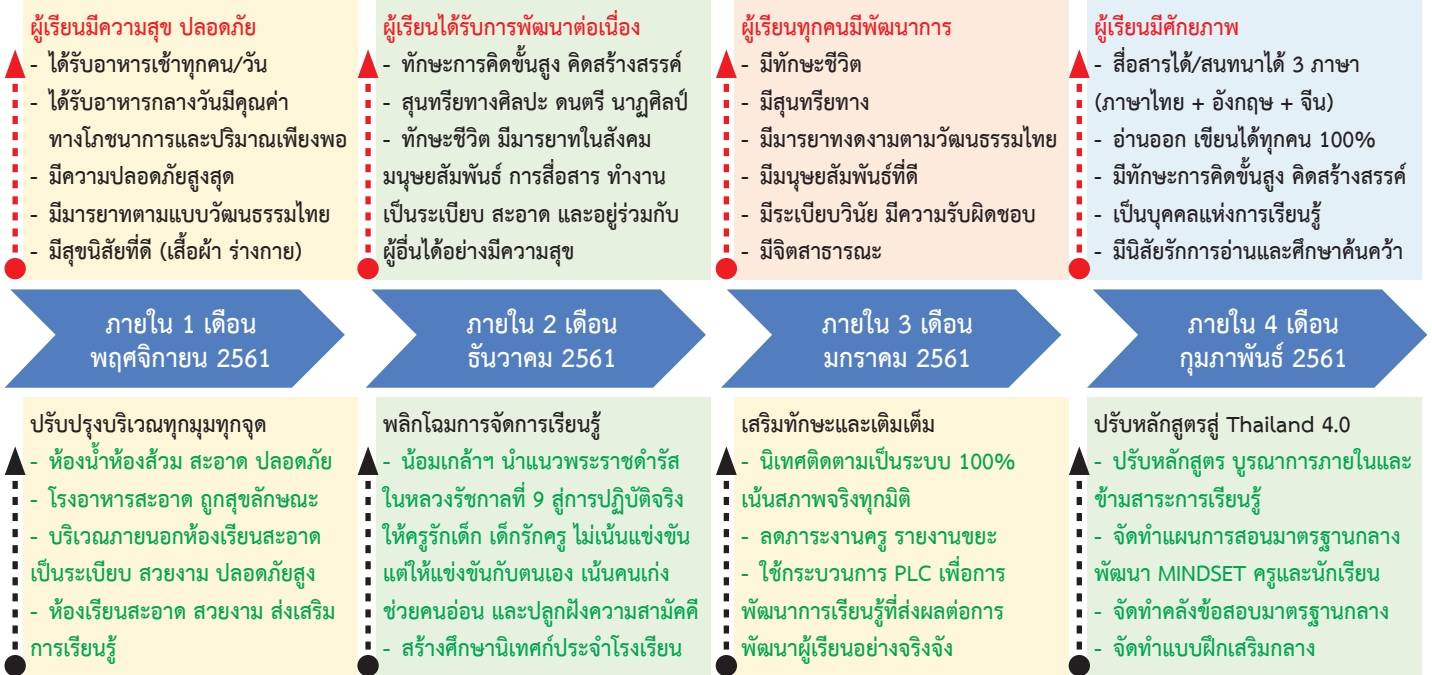 ผู้เรียนมีความสุข ปลอดภัย
- ได้รับอาหารเช้าทุกคน/วัน
- ได้รับอาหารกลางวันมีคุณค่า
ทางโภชนาการและปริมาณเพียงพอ
- มีความปลอดภัยสูงสุด
- มีมารยาทตามแบบวัฒนธรรมไทย
- มีสุขนิสัยที่ดี (เสื้อผ้า ร่างกาย)
ผู้เรียนได้รับการพัฒนาต่อเนื่อง
- ทักษะการคิดขั้นสูง คิดสร้างสรรค์
- สุนทรียทางศิลปะ ดนตรี นาฏศิลป์
- ทักษะชีวิต มีมารยาทในสังคม
มนุษยสัมพันธ์ การสื่อสาร ทำงาน
เป็นระเบียบ สะอาด และอยู่ร่วมกับ
ผู้อื่นได้อย่างมีความสุข
ผู้เรียนทุกคนมีพัฒนาการ
- มีทักษะชีวิต
- มีสุนทรียทาง
- มีมารยาทงดงามตามวัฒนธรรมไทย
- มีมนุษยสัมพันธ์ที่ดี
- มีระเบียบวินัย มีความรับผิดชอบ
- มีจิตสาธารณะ
ผู้เรียนมีศักยภาพ
- สื่อสารได้/สนทนาได้ 3 ภาษา
(ภาษาไทย + อังกฤษ + จีน)
- อ่านออก เขียนได้ทุกคน 100%
- มีทักษะการคิดขั้นสูง คิดสร้างสรรค์
- เป็นบุคคลแห่งการเรียนรู้
- มีนิสัยรักการอ่านและศึกษาค้นคว้า
ภายใน 1 เดือน
พฤศจิกายน 2561
ภายใน 2 เดือน
ธันวาคม 2561
ภายใน 3 เดือน
มกราคม 2561
ภายใน 4 เดือน
กุมภาพันธ์ 2561
ปรับปรุงบริเวณทุกมุมทุกจุด
- ห้องน้ำห้องส้วม สะอาด ปลอดภัย
- โรงอาหารสะอาด ถูกสุขลักษณะ
- บริเวณภายนอกห้องเรียนสะอาด
เป็นระเบียบ สวยงาม ปลอดภัยสูง
- ห้องเรียนสะอาด สวยงาม ส่งเสริม
การเรียนรู้
พลิกโฉมการจัดการเรียนรู้
- น้อมเกล้าฯ นำแนวพระราชดำรัส
ในหลวงรัชกาลที่ 9 สู่การปฏิบัติจริง
ให้ครูรักเด็ก เด็กรักครู ไม่เน้นแข่งขัน
แต่ให้แข่งขันกับตนเอง เน้นคนเก่ง
ช่วยคนอ่อน และปลูกฝังความสามัคคี
- สร้างศึกษานิเทศก์ประจำโรงเรียน
เสริมทักษะและเติมเต็ม
- นิเทศติดตามเป็นระบบ 100%
เน้นสภาพจริงทุกมิติ
- ลดภาระงานครู รายงานขยะ
- ใช้กระบวนการ PLC เพื่อการ
พัฒนาการเรียนรู้ที่ส่งผลต่อการ
พัฒนาผู้เรียนอย่างจริงจัง
ปรับหลักสูตรสู่ Thailand 4.0
- ปรับหลักสูตร บูรณาการภายในและ
ข้ามสาระการเรียนรู้
- จัดทำแผนการสอนมาตรฐานกลาง
พัฒนา MINDSET ครูและนักเรียน
- จัดทำคลังข้อสอบมาตรฐานกลาง
- จัดทำแบบฝึกเสริมกลาง